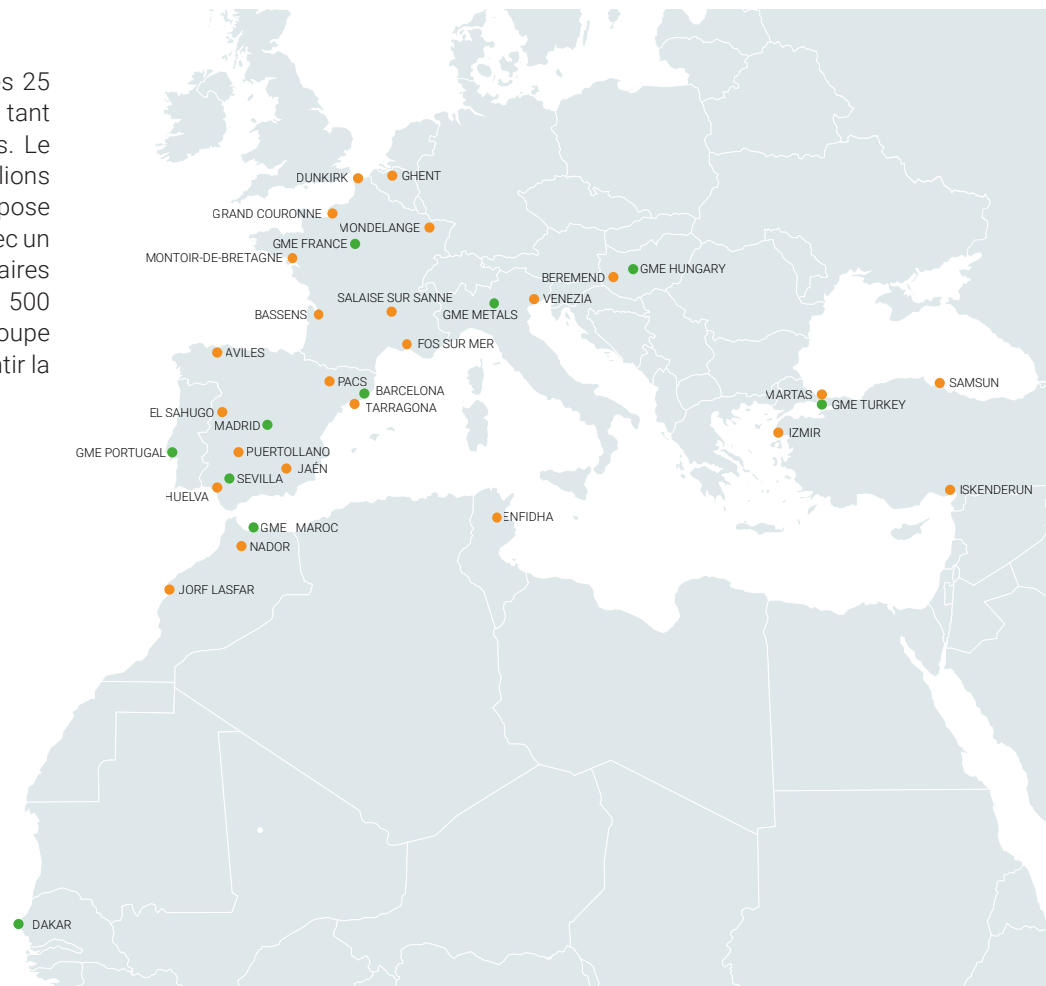 es 25
tant
s. Le
lions
pose
ec un
aires
500
oupe
ntir la
DUNKIRK
GHENT
GRAND COURONNE
MONDELANGE
GME FRANCE
MONTOIR-DE-BRETAGNE
GME HUNGARY
BEREMEND
SALAISE SUR SANNE
VENEZIA
BASSENS
GME METALS
FOS SUR MER
AVILES
PACS
BARCELONA
SAMSUN
MARTAS
TARRAGONA
GME TURKEY
EL SAHUGO
MADRID
IZMIR
GME PORTUGAL
PUERTOLLANO
JAÉN
SEVILLA
HUELVA
ISKENDERUN
ENFIDHA
GME MAROC
NADOR
JORF LASFAR
DAKAR